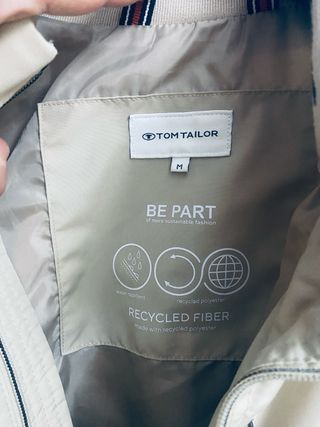 TOM TAILOR
M
BE PART
of more sustainable fashion
water repellent
recycled polyester
RECYCLED FIBER
made with recycled polyester